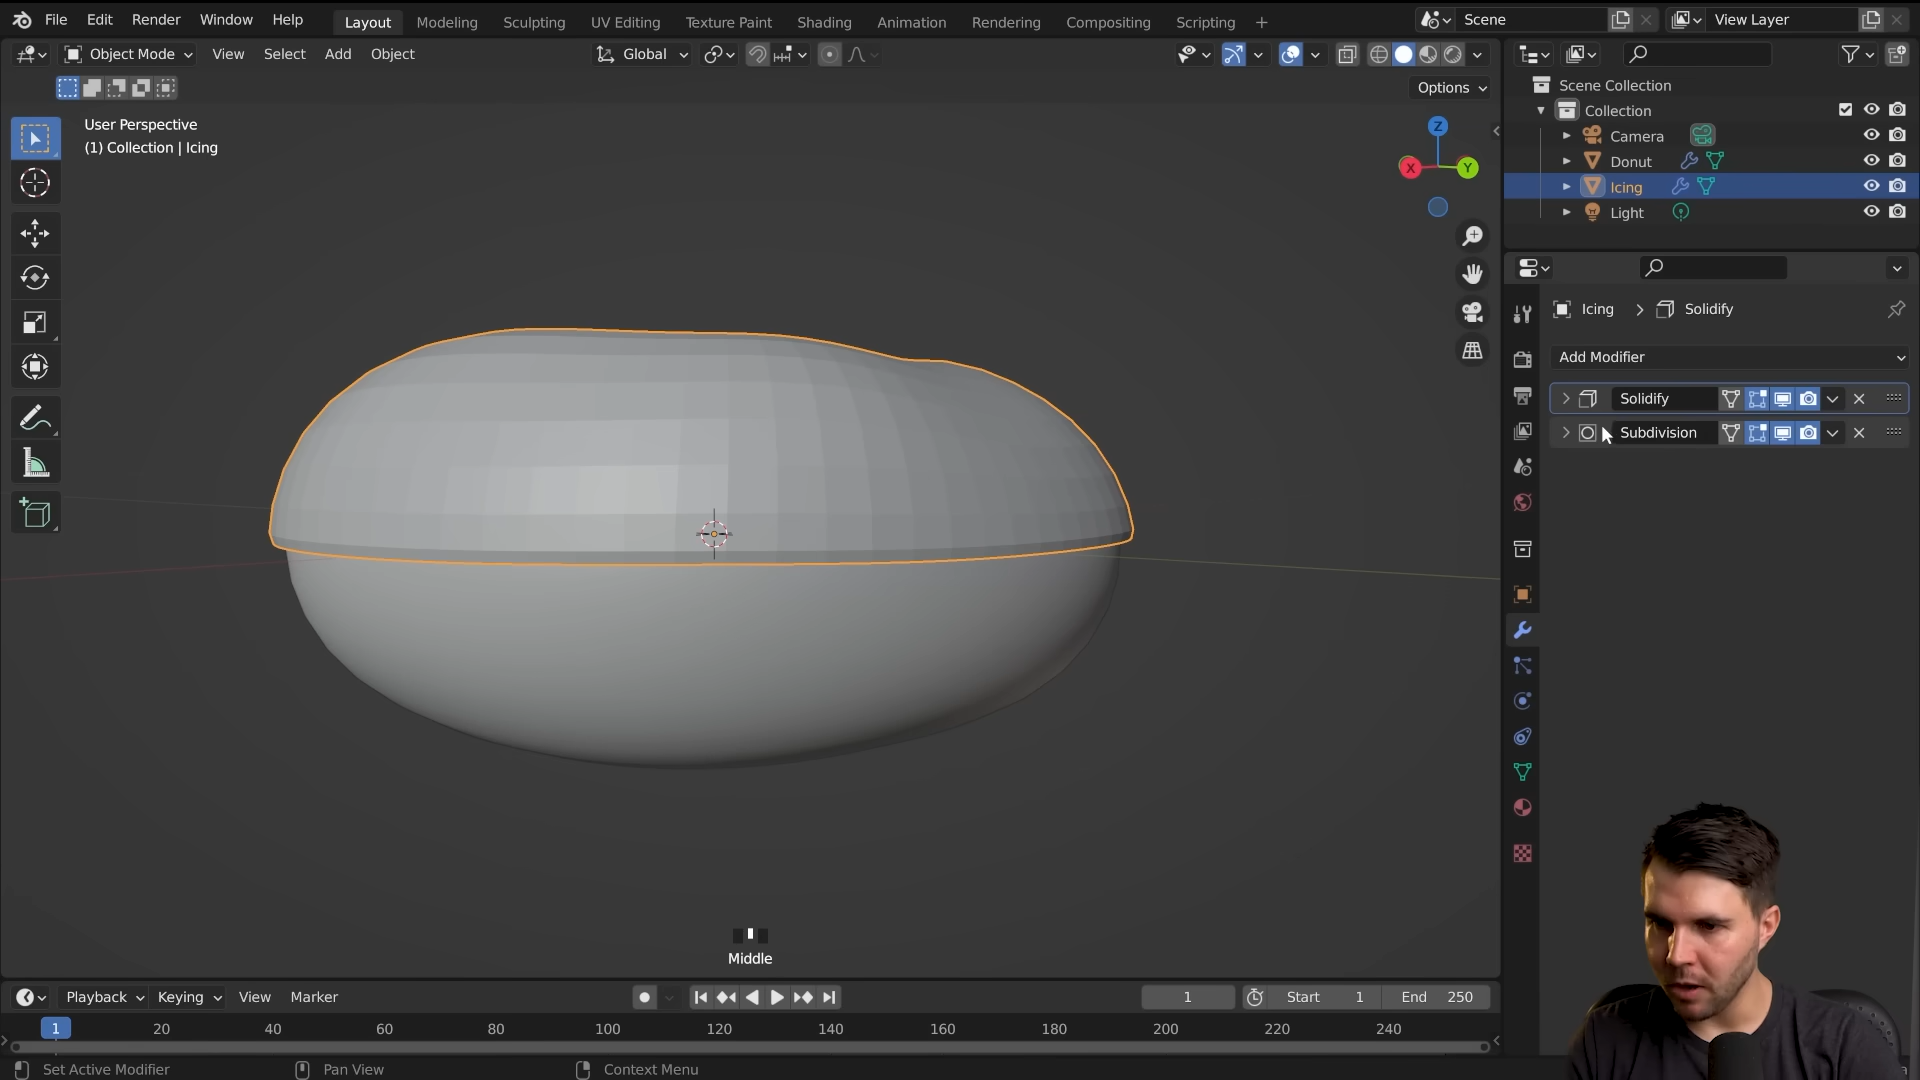 File Edit Render Window Help Layout Modeling Sculpting UV Editing Texture Paint Shading Animation Rendering Compositing Scripting + Scene View Layer
Object Mode View Select Add Object Global
Options
User Perspective
(1) Collection | Icing
Z
X
Y
Scene Collection
Collection
Camera
Donut
Icing
Light
Icing > Solidify
Add Modifier
Solidify
Subdivision
Middle
Playback Keying View Marker 1 Start 1 End 250
1 20 40 60 80 100 120 140 160 180 200 220 240
Set Active Modifier Pan View Context Menu